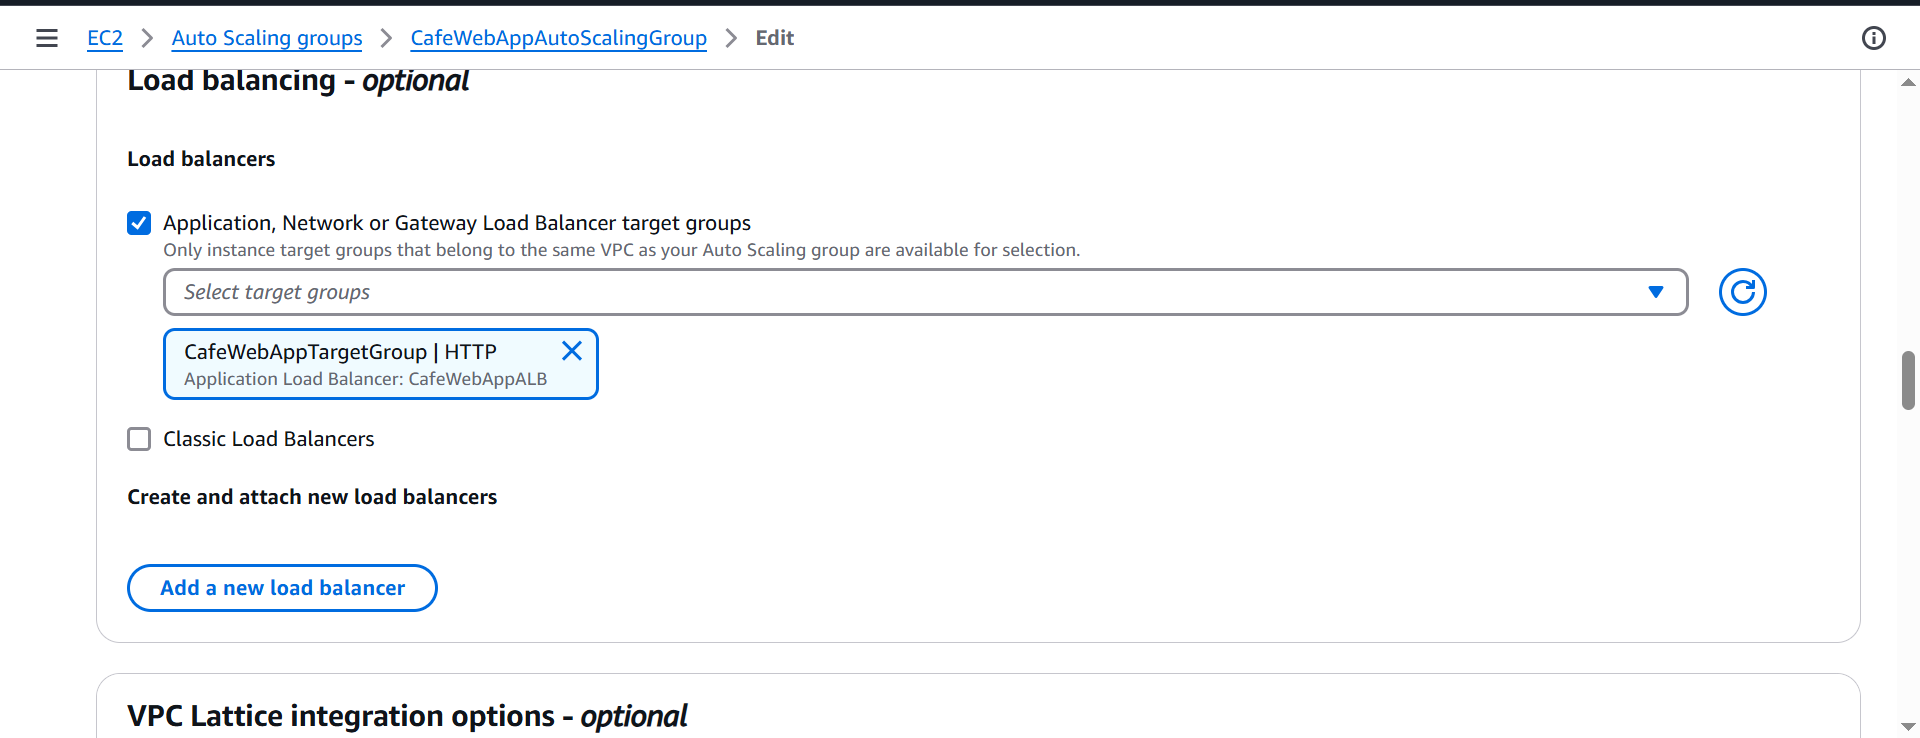 EC2 > Auto Scaling groups > CafeWebAppAutoScalingGroup > Edit
Load balancing - optional
Load balancers
Application, Network or Gateway Load Balancer target groups
Only instance target groups that belong to the same VPC as your Auto Scaling group are available for selection.
Select target groups
CafeWebAppTargetGroup | HTTP
Application Load Balancer: CafeWebAppALB
Classic Load Balancers
Create and attach new load balancers
Add a new load balancer
VPC Lattice integration options - optional